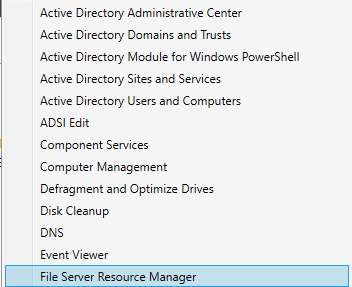 Active Directory Administrative Center
Active Directory Domains and Trusts
Active Directory Module for Windows PowerShell
Active Directory Sites and Services
Active Directory Users and Computers
ADSI Edit
Component Services
Computer Management
Defragment and Optimize Drives
Disk Cleanup
DNS
Event Viewer
File Server Resource Manager